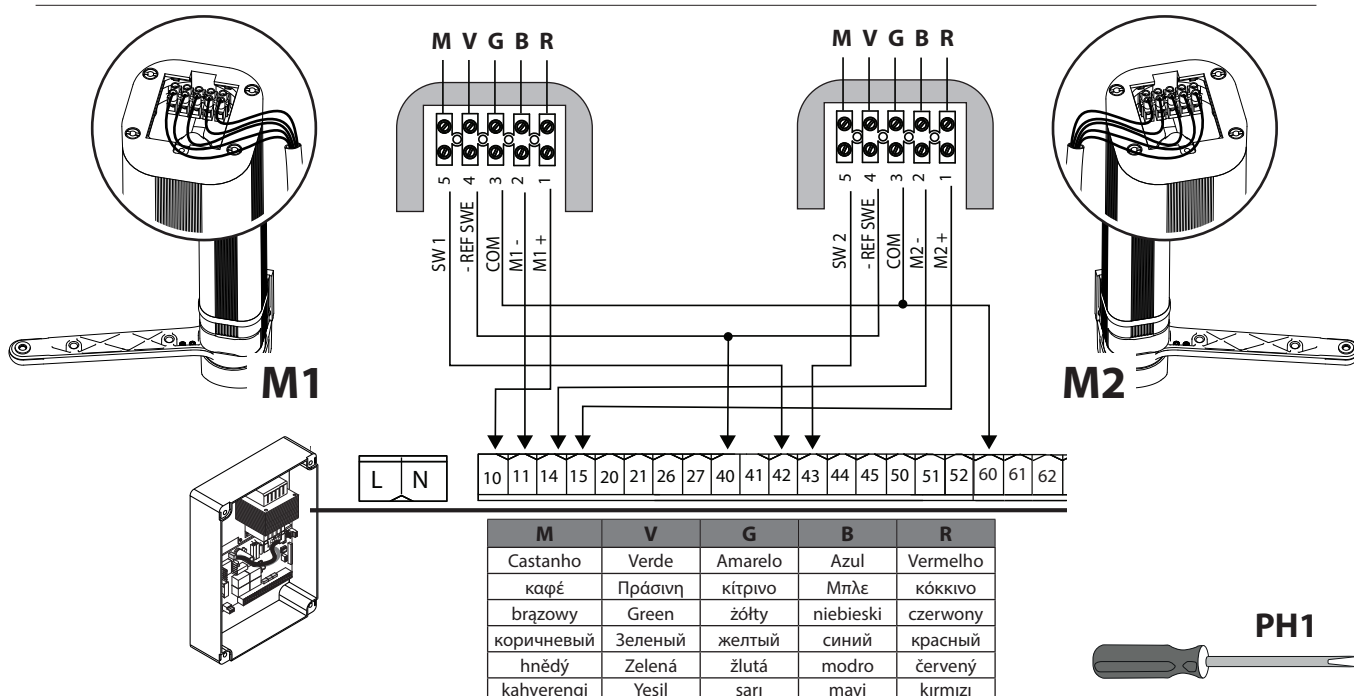 M V G B R
M V G B R
5 4 3 2 1
5 4 3 2 1
SW 1
- REF SWE
COM
M1 -
M1 +
SW 2
- REF SWE
COM
M2 -
M2 +
M1
M2
L N
10 11 14 15 20 21 26 27 40 41 42 43 44 45 50 51 52 60 61 62
M V G B R
Castanho Verde Amarelo Azul Vermelho
καφέ Πράσινη κίτρινο Μπλε κόκκινο
brązowy Green żółty niebieski czerwony
коричневый Зеленый желтый синий красный
hnědý Zelená žlutá modro červený
kahverengi Yesil sarı mavi kırmızı
PH1